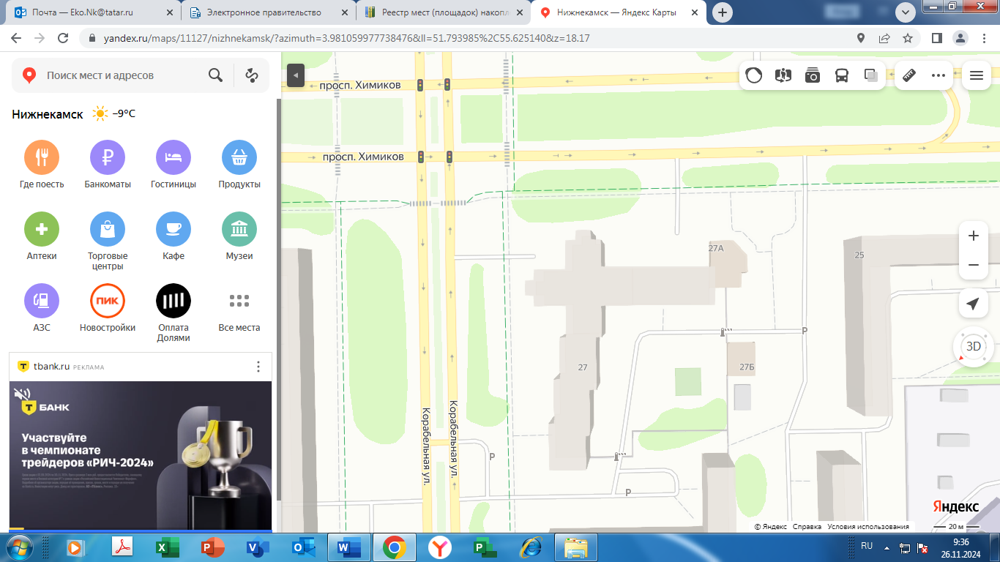 Почта — Eko.Nk@tatar.ru
Электронное правительство
Реестр мест (площадок) накопл
Нижнекамск — Яндекс Карты
yandex.ru/maps/11127/nizhnekamsk/?azimuth=3.981059977738476&ll=51.793985%2C55.625140&z=18.17
Поиск мест и адресов
Нижнекамск
–9°C
Где поесть
Банкоматы
Гостиницы
Продукты
Аптеки
Торговые центры
Кафе
Музеи
АЗС
ПИК
Новостройки
Оплата Долями
Все места
tbank.ru РЕКЛАМА
Т БАНК
Участвуйте
в чемпионате
трейдеров «РИЧ-2024»
просп. Химиков
просп. Химиков
27А
25
P
27
27Б
Корабельная ул.
Корабельная ул.
P
P
3D
Яндекс
© Яндекс Справка Условия использования
20 м
RU
9:36
26.11.2024